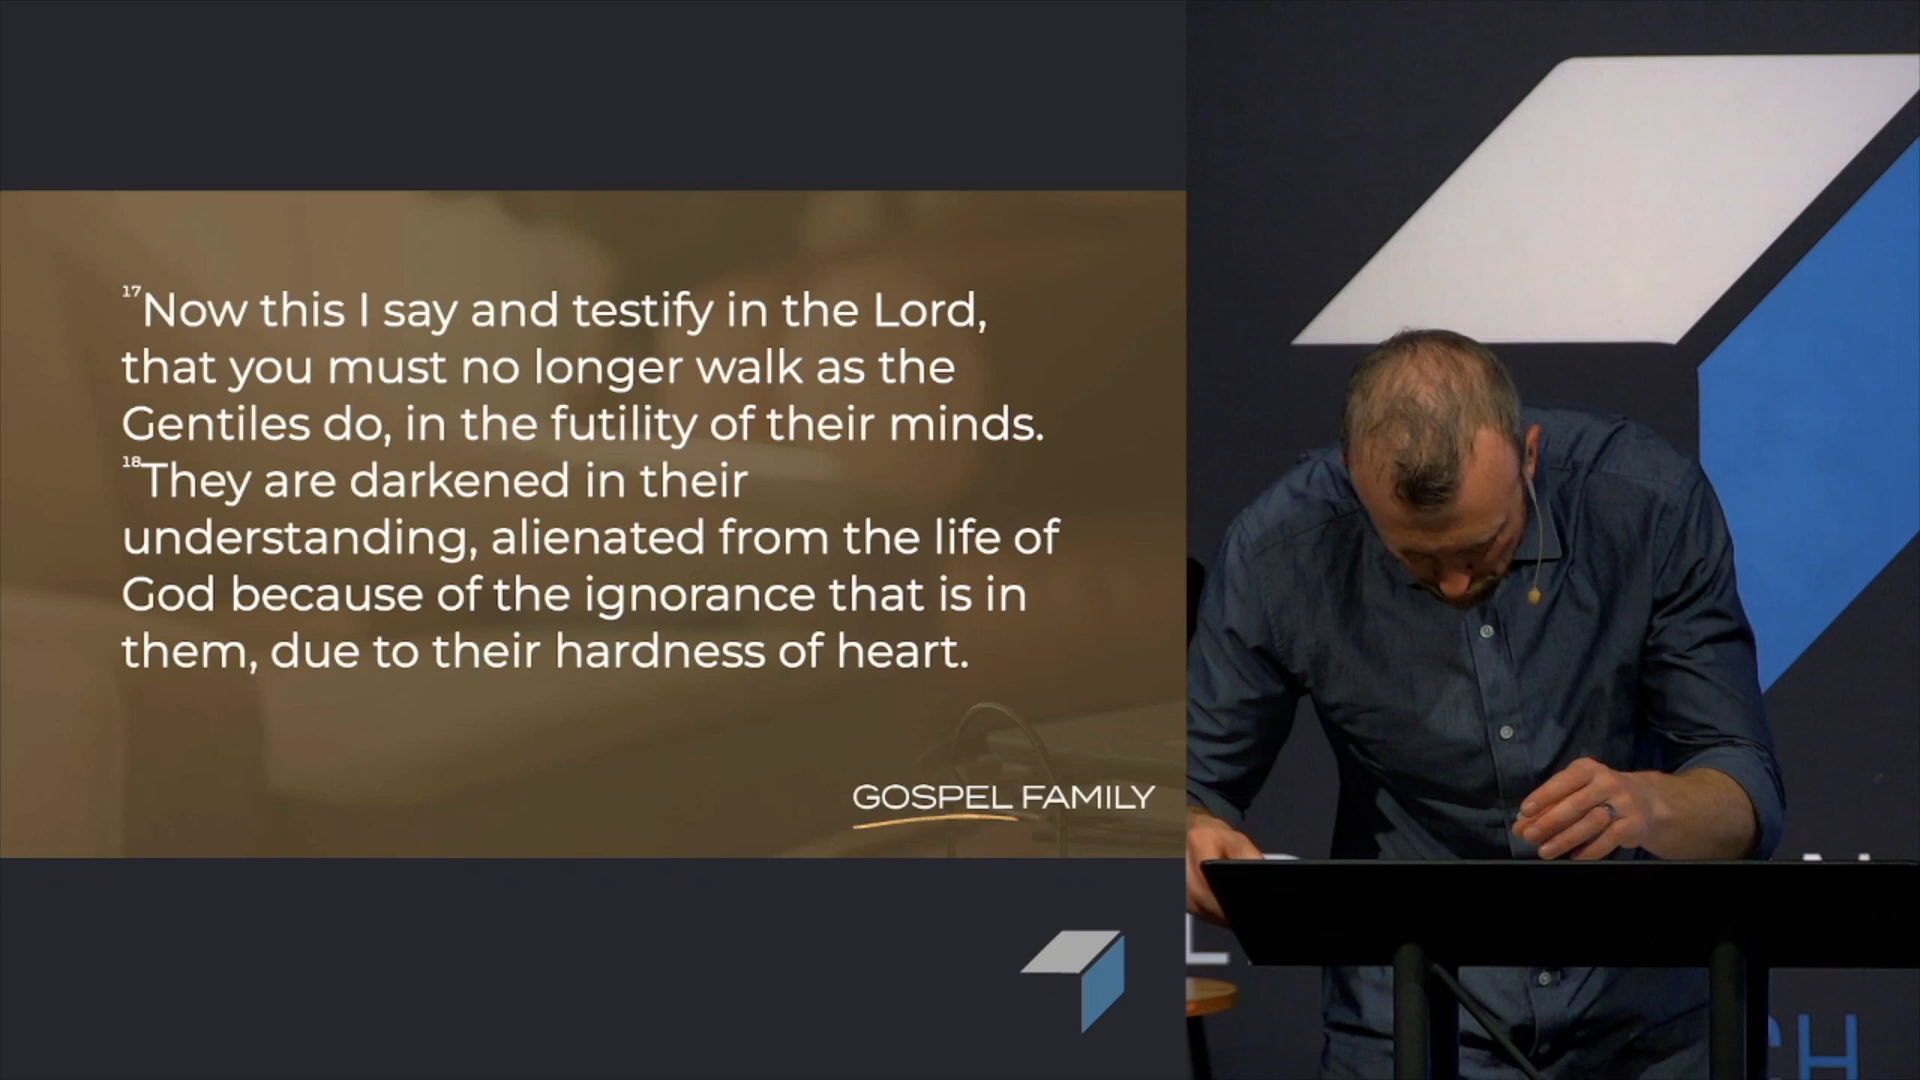 17Now this I say and testify in the Lord,
that you must no longer walk as the
Gentiles do, in the futility of their minds.
18They are darkened in their
understanding, alienated from the life of
God because of the ignorance that is in
them, due to their hardness of heart.
GOSPEL FAMILY